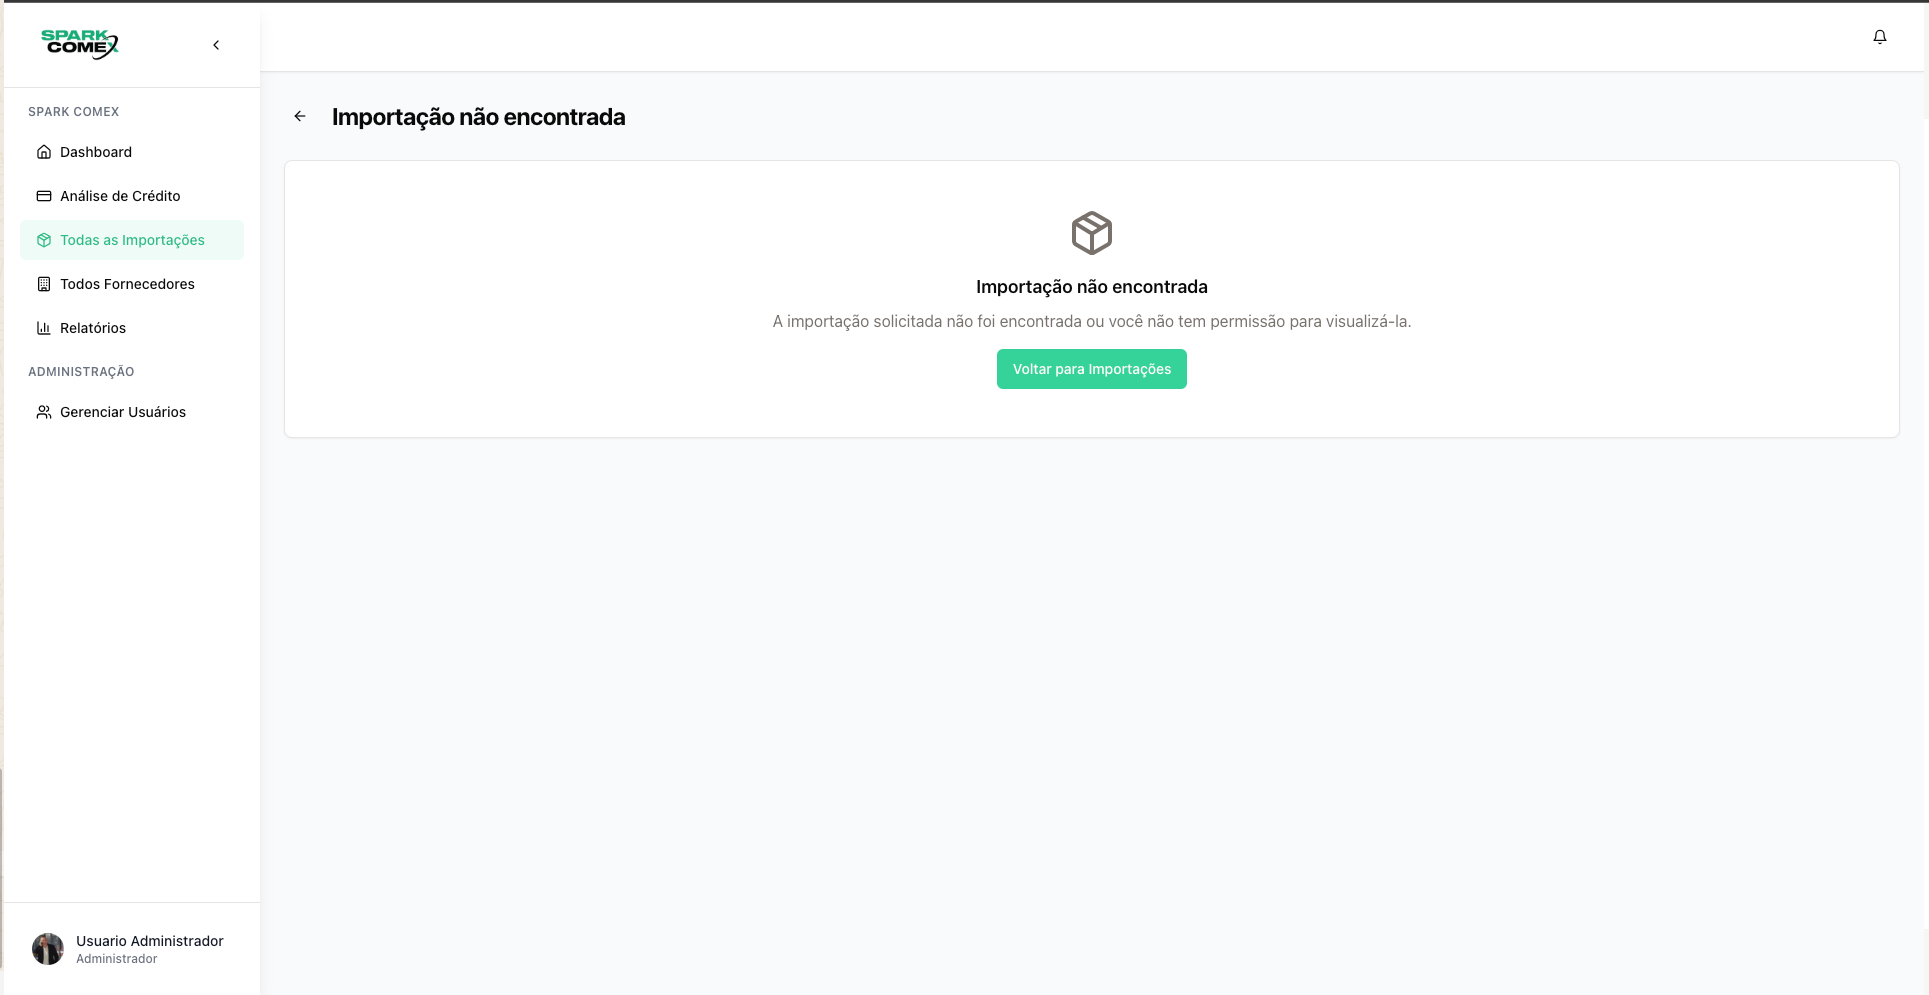 SPARK
COMEX
SPARK COMEX
Dashboard
Análise de Crédito
Todas as Importações
Todos Fornecedores
Relatórios
ADMINISTRAÇÃO
Gerenciar Usuários
Usuario Administrador
Administrador
Importação não encontrada
Importação não encontrada
A importação solicitada não foi encontrada ou você não tem permissão para visualizá-la.
Voltar para Importações